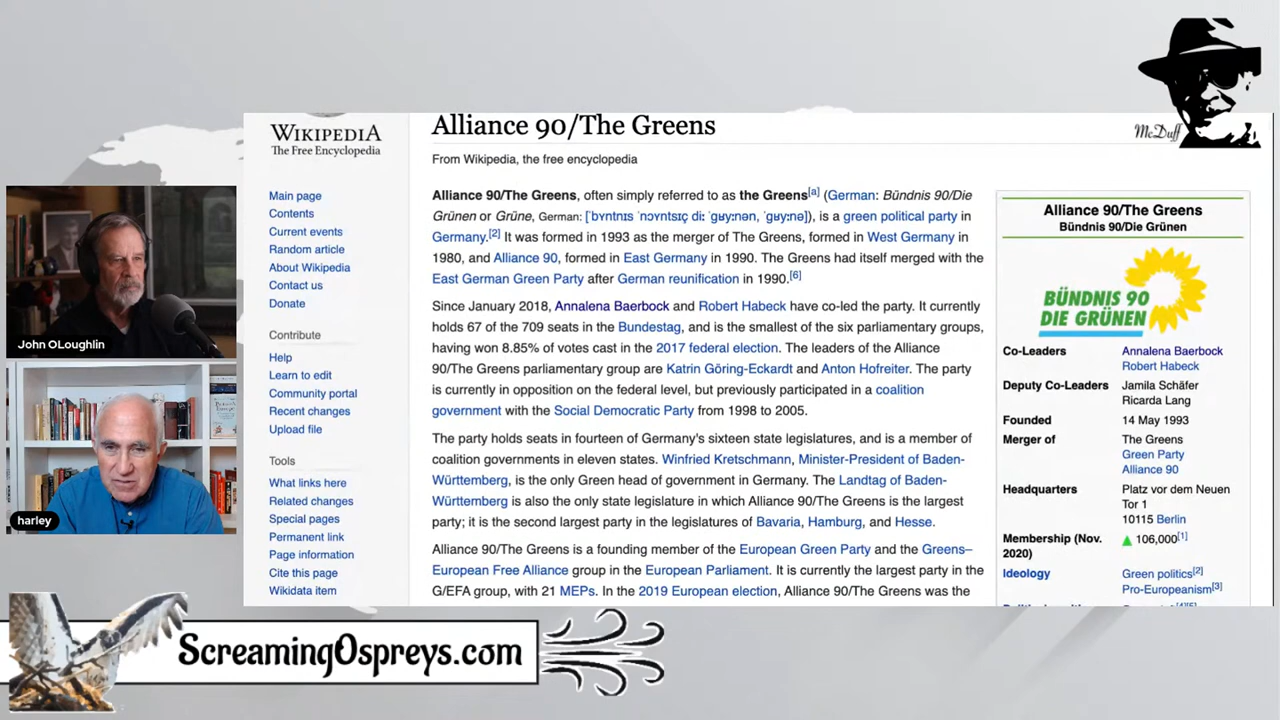 McDuff
WIKIPEDIA
The Free Encyclopedia
Main page
Contents
Current events
Random article
About Wikipedia
Contact us
Donate
Contribute
Help
Learn to edit
Community portal
Recent changes
Upload file
Tools
What links here
Related changes
Special pages
Permanent link
Page information
Cite this page
Wikidata item
Alliance 90/The Greens
From Wikipedia, the free encyclopedia
Alliance 90/The Greens, often simply referred to as the Greens[a] (German: Bündnis 90/Die
Grünen or Grüne, German: [ˈbʏntnɪs ˈnɔʏntsɪç diː ˈɡʁyːnən, ˈɡʁyːnə]), is a green political party in
Germany.[2] It was formed in 1993 as the merger of The Greens, formed in West Germany in
1980, and Alliance 90, formed in East Germany in 1990. The Greens had itself merged with the
East German Green Party after German reunification in 1990.[6]
Since January 2018, Annalena Baerbock and Robert Habeck have co-led the party. It currently
holds 67 of the 709 seats in the Bundestag, and is the smallest of the six parliamentary groups,
having won 8.85% of votes cast in the 2017 federal election. The leaders of the Alliance
90/The Greens parliamentary group are Katrin Göring-Eckardt and Anton Hofreiter. The party
is currently in opposition on the federal level, but previously participated in a coalition
government with the Social Democratic Party from 1998 to 2005.
The party holds seats in fourteen of Germany's sixteen state legislatures, and is a member of
coalition governments in eleven states. Winfried Kretschmann, Minister-President of Baden-
Württemberg, is the only Green head of government in Germany. The Landtag of Baden-
Württemberg is also the only state legislature in which Alliance 90/The Greens is the largest
party; it is the second largest party in the legislatures of Bavaria, Hamburg, and Hesse.
Alliance 90/The Greens is a founding member of the European Green Party and the Greens–
European Free Alliance group in the European Parliament. It is currently the largest party in the
G/EFA group, with 21 MEPs. In the 2019 European election, Alliance 90/The Greens was the
Alliance 90/The Greens
Bündnis 90/Die Grünen
BÜNDNIS 90
DIE GRÜNEN
Co-Leaders Annalena Baerbock
Robert Habeck
Deputy Co-Leaders Jamila Schäfer
Ricarda Lang
Founded 14 May 1993
Merger of The Greens
Green Party
Alliance 90
Headquarters Platz vor dem Neuen
Tor 1
10115 Berlin
Membership (Nov. 2020) ▲ 106,000[1]
Ideology Green politics[2]
Pro-Europeanism[3]
John OLoughlin
harley
ScreamingOspreys.com